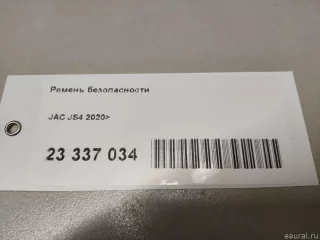 Ремень безопасности
JAC JS4 2020>
23 337 034
eaural.ru